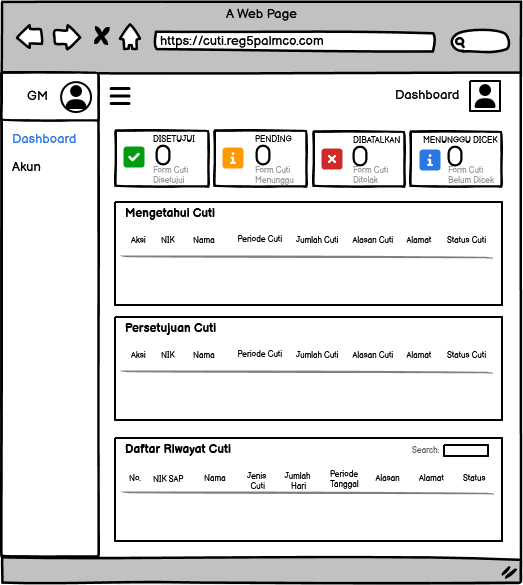 A Web Page
https://cuti.reg5palmco.com
GM
Dashboard
Dashboard
Akun
DISETUJUI
0
Form Cuti
Disetujui
PENDING
0
Form Cuti
Menunggu
DIBATALKAN
0
Form Cuti
Ditolak
MENUNGGU DICEK
0
Form Cuti
Belum Dicek
Mengetahui Cuti
Aksi NIK Nama Periode Cuti Jumlah Cuti Alasan Cuti Alamat Status Cuti
Persetujuan Cuti
Aksi NIK Nama Periode Cuti Jumlah Cuti Alasan Cuti Alamat Status Cuti
Daftar Riwayat Cuti
Search:
No. NIK SAP Nama Jenis Cuti Jumlah Hari Periode Tanggal Alasan Alamat Status